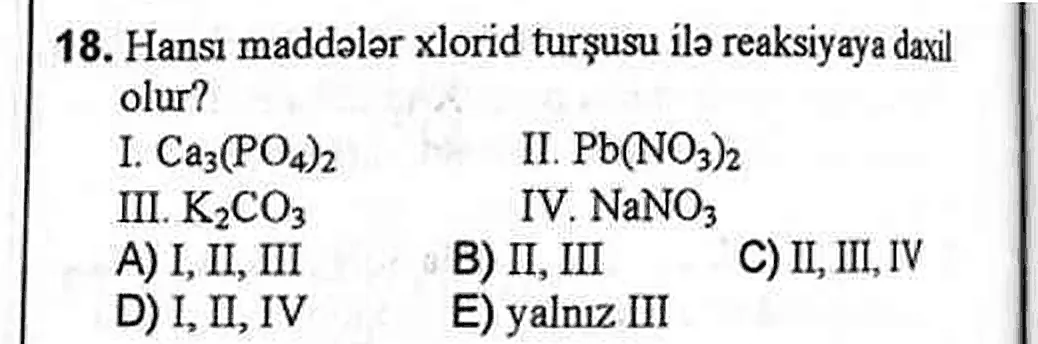 18. Hansı maddələr xlorid turşusu ilə reaksiyaya daxil
olur?
I. Ca₃(PO₄)₂ II. Pb(NO₃)₂
III. K₂CO₃ IV. NaNO₃
A) I, II, III B) II, III C) II, III, IV
D) I, II, IV E) yalnız III